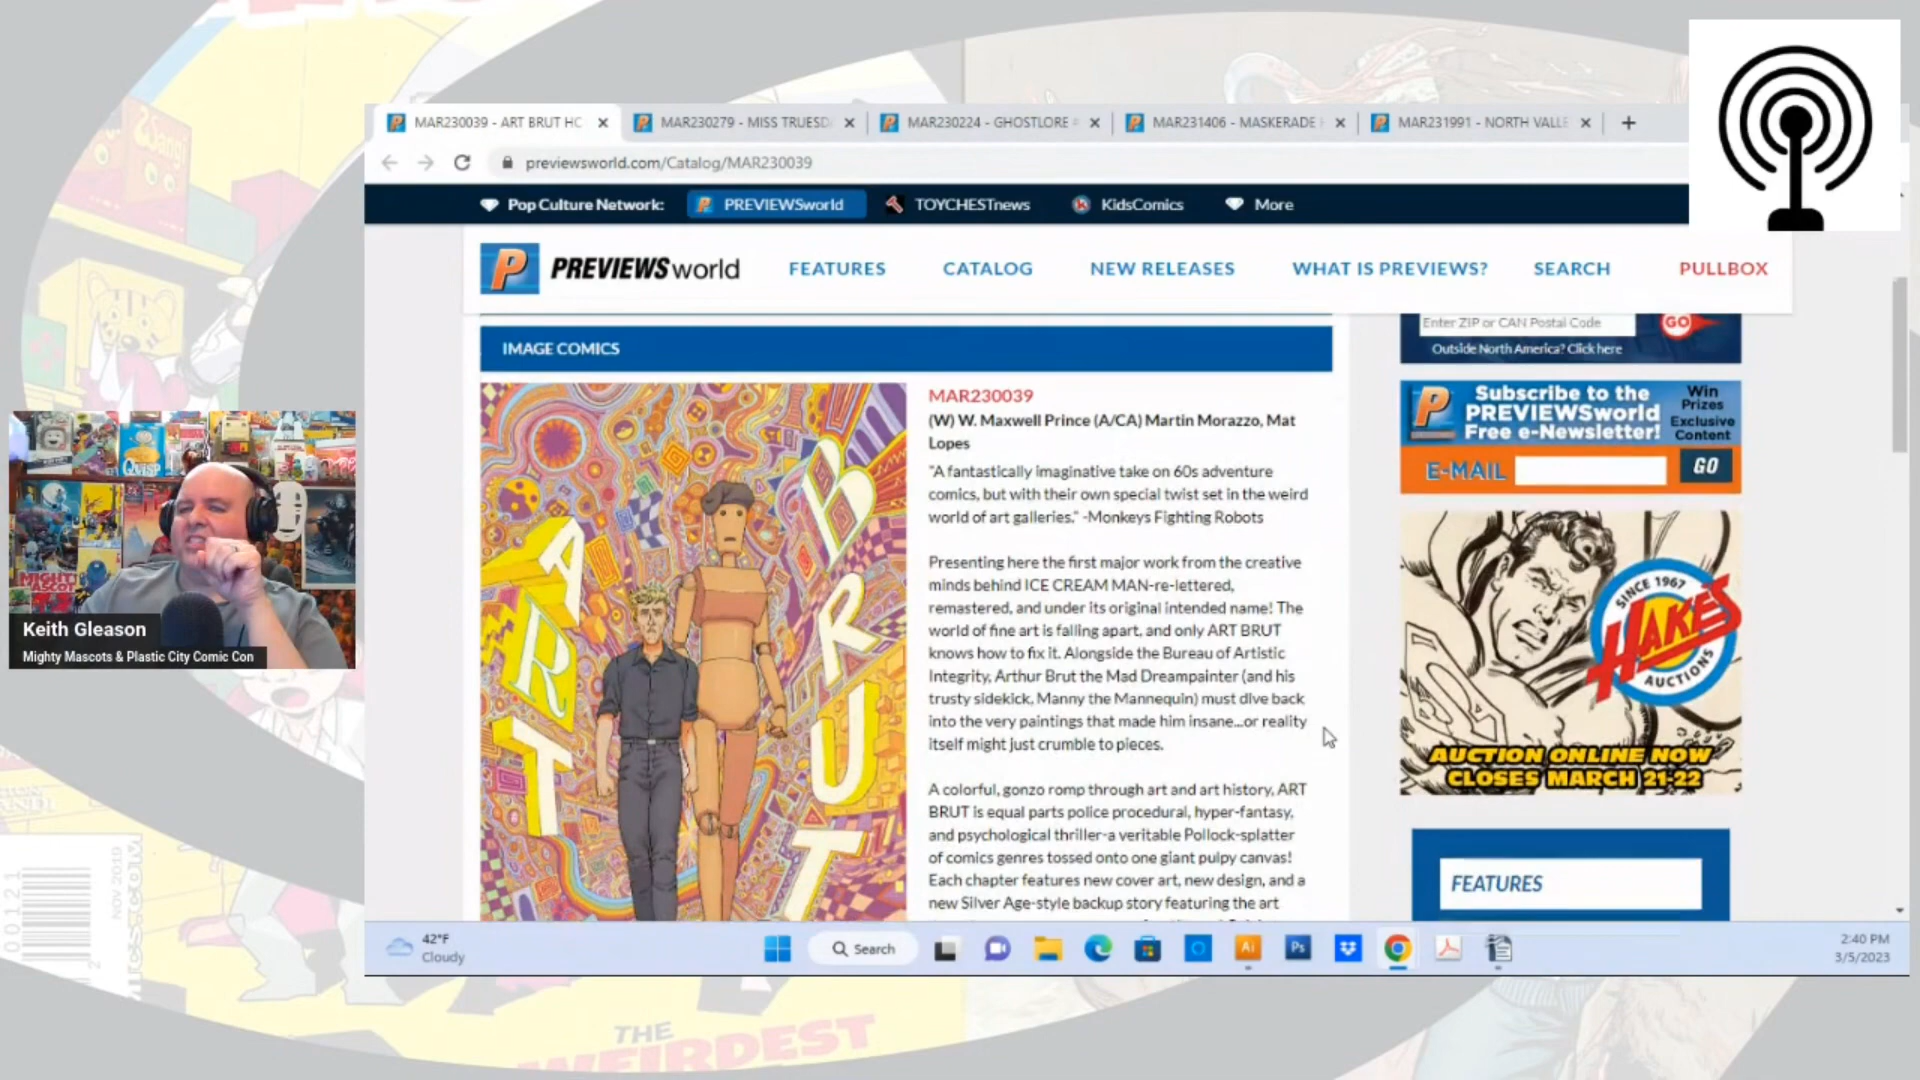 MAR230039 - ART BRUT HC
MAR230279 - MISS TRUESD
MAR230224 - GHOSTLORE #
MAR231406 - MASKERADE
MAR231991 - NORTH VALLE
previewsworld.com/Catalog/MAR230039
Pop Culture Network:
PREVIEWSworld
TOYCHESTnews
KidsComics
More
P PREVIEWSworld
FEATURES
CATALOG
NEW RELEASES
WHAT IS PREVIEWS?
SEARCH
PULLBOX
IMAGE COMICS
ART
BRUT
MAR230039
(W) W. Maxwell Prince (A/CA) Martin Morazzo, Mat
Lopes
"A fantastically imaginative take on 60s adventure
comics, but with their own special twist set in the weird
world of art galleries." -Monkeys Fighting Robots
Presenting here the first major work from the creative
minds behind ICE CREAM MAN-re-lettered,
remastered, and under its original intended name! The
world of fine art is falling apart, and only ART BRUT
knows how to fix it. Alongside the Bureau of Artistic
Integrity, Arthur Brut the Mad Dreampainter (and his
trusty sidekick, Manny the Mannequin) must dive back
into the very paintings that made him insane...or reality
itself might just crumble to pieces.
A colorful, gonzo romp through art and art history, ART
BRUT is equal parts police procedural, hyper-fantasy,
and psychological thriller-a veritable Pollock-splatter
of comics genres tossed onto one giant pulpy canvas!
Each chapter features new cover art, new design, and a
new Silver Age-style backup story featuring the art
Enter ZIP or CAN Postal Code
GO
Outside North America? Click here
P
Subscribe to the
PREVIEWSworld
Free e-Newsletter!
Win
Prizes
Exclusive
Content
E-MAIL
GO
SINCE 1967
HAKES
AUCTIONS
AUCTION ONLINE NOW
CLOSES MARCH 21-22
FEATURES
QUISP
MIGHTY
MASCOTS
Keith Gleason
Mighty Mascots & Plastic City Comic Con
42°F
Cloudy
Search
Ai
Ps
2:40 PM
3/5/2023
00121
2
NOV 2019
THE
WEIRDEST